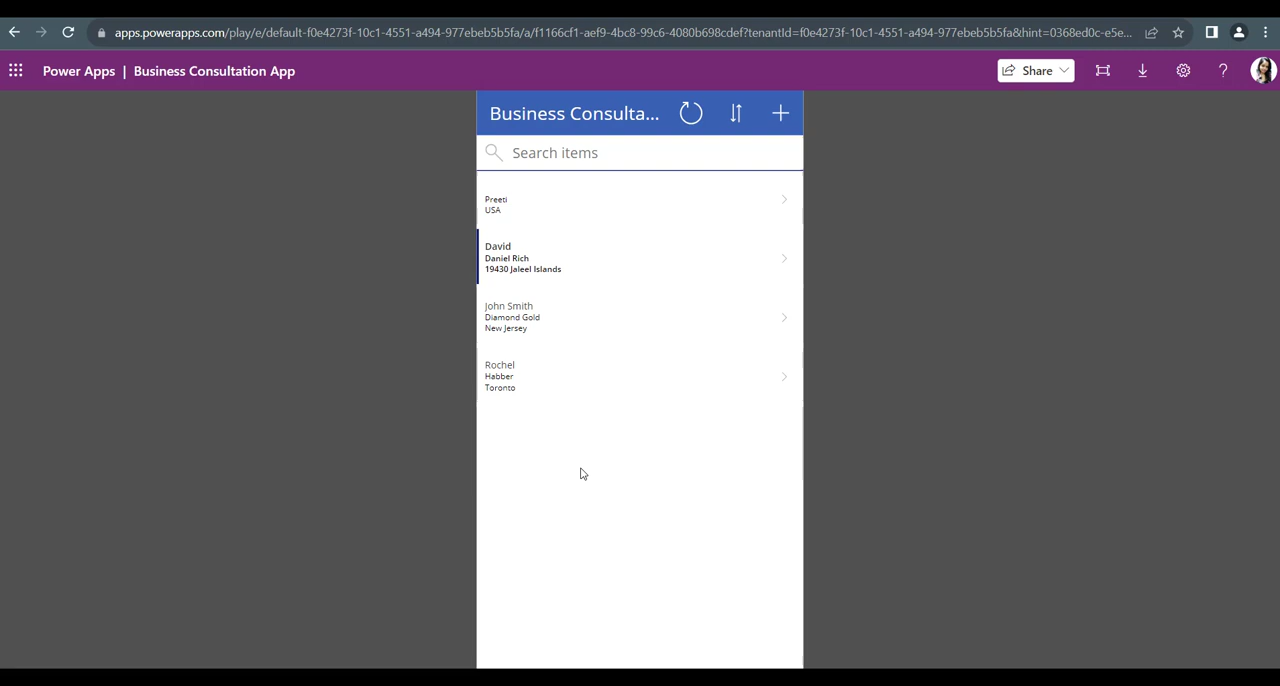 apps.powerapps.com/play/e/default-f0e4273f-10c1-4551-a494-977ebeb5b5fa/a/f1166cf1-aef9-4bc8-99c6-4080b698cdef?tenantId=f0e4273f-10c1-4551-a494-977ebeb5b5fa&hint=0368ed0c-e5e...
Power Apps | Business Consultation App
Share
?
Business Consulta...
Search items
Preeti
USA
David
Daniel Rich
19430 Jaleel Islands
John Smith
Diamond Gold
New Jersey
Rochel
Habber
Toronto